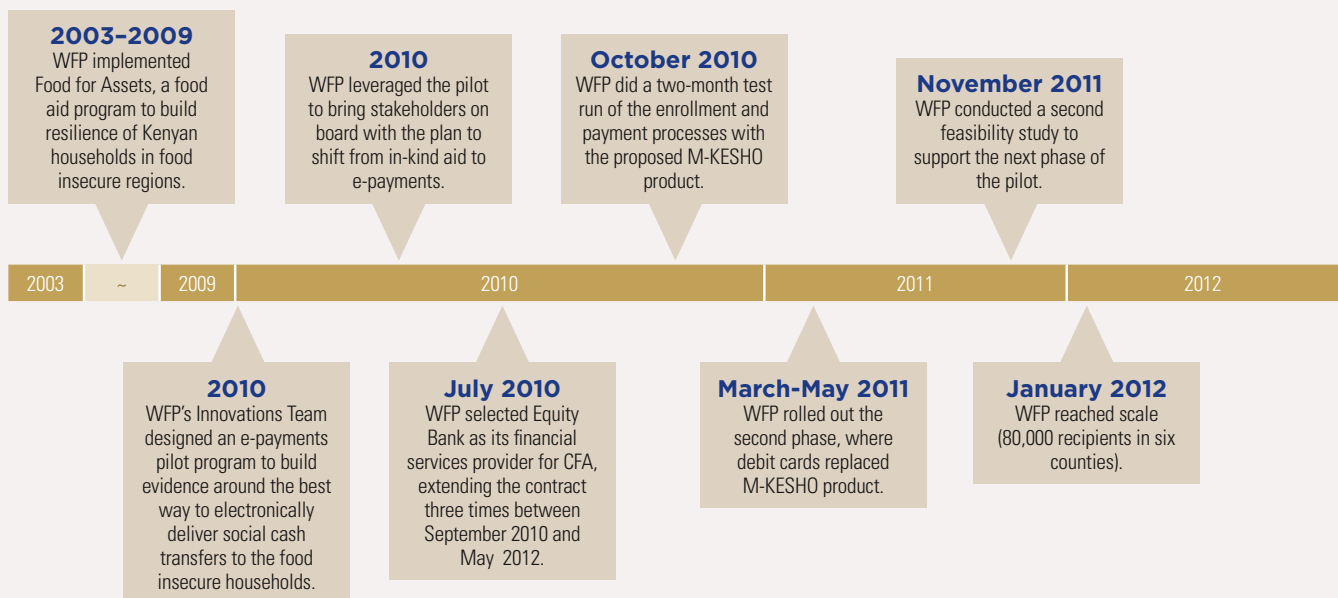 2003–2009
WFP implemented
Food for Assets, a food
aid program to build
resilience of Kenyan
households in food
insecure regions.
2010
WFP leveraged the pilot
to bring stakeholders on
board with the plan to
shift from in-kind aid to
e-payments.
October 2010
WFP did a two-month test
run of the enrollment and
payment processes with
the proposed M-KESHO
product.
November 2011
WFP conducted a second
feasibility study to
support the next phase of
the pilot.
2003 ~ 2009 2010 2011 2012
2010
WFP's Innovations Team
designed an e-payments
pilot program to build
evidence around the best
way to electronically
deliver social cash
transfers to the food
insecure households.
July 2010
WFP selected Equity
Bank as its financial
services provider for CFA,
extending the contract
three times between
September 2010 and
May 2012.
March-May 2011
WFP rolled out the
second phase, where
debit cards replaced
M-KESHO product.
January 2012
WFP reached scale
(80,000 recipients in six
counties).